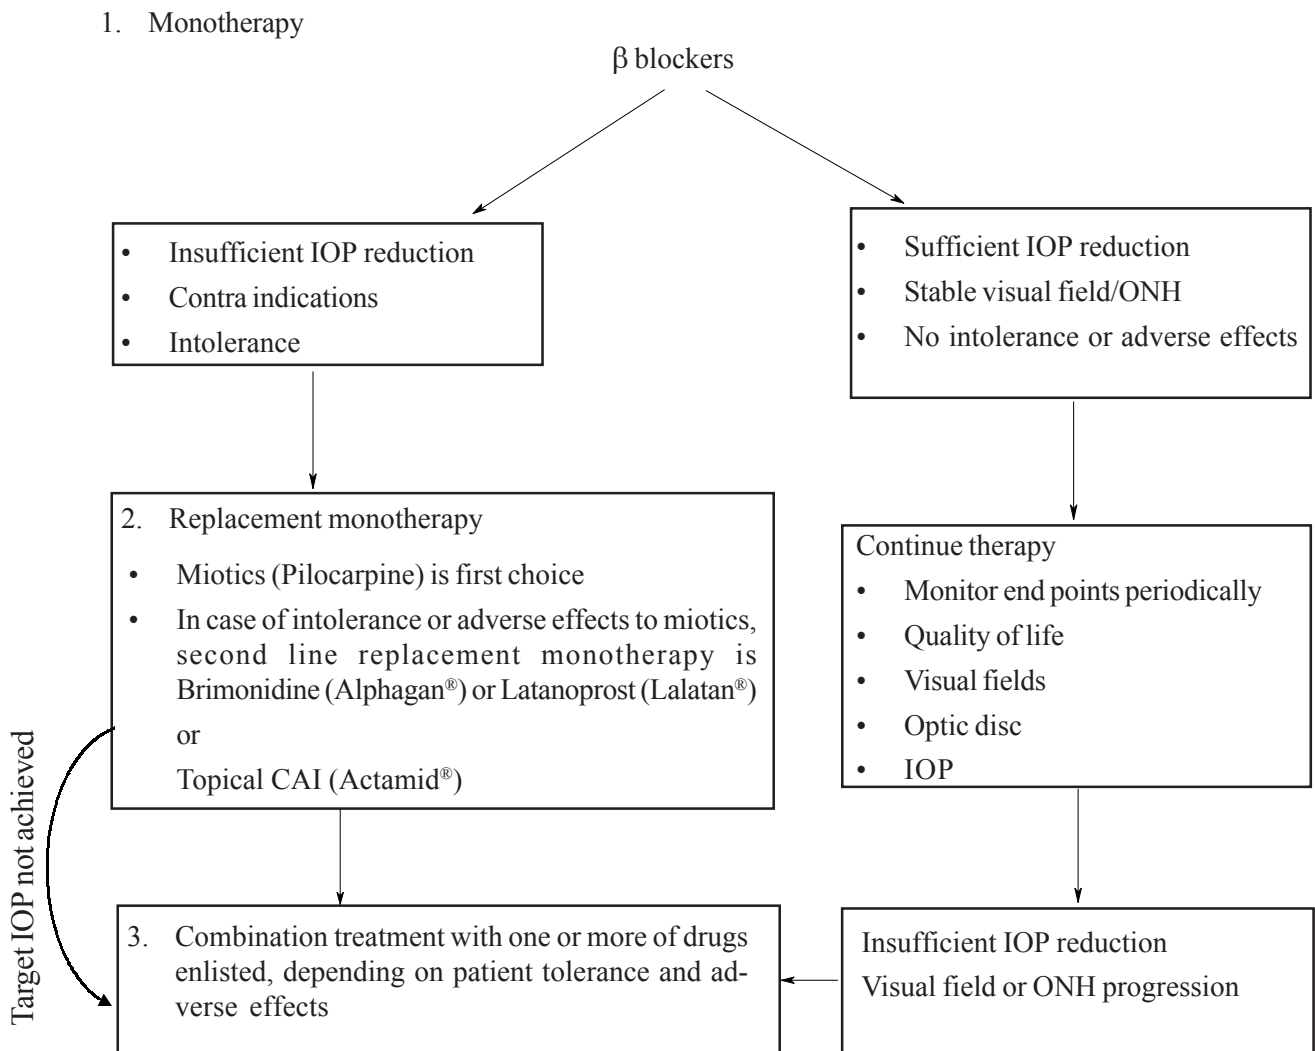 1. Monotherapy
β blockers
• Insufficient IOP reduction
• Contra indications
• Intolerance
• Sufficient IOP reduction
• Stable visual field/ONH
• No intolerance or adverse effects
2. Replacement monotherapy
• Miotics (Pilocarpine) is first choice
• In case of intolerance or adverse effects to miotics,
second line replacement monotherapy is
Brimonidine (Alphagan®) or Latanoprost (Lalatan®)
or
Topical CAI (Actamid®)
Continue therapy
• Monitor end points periodically
• Quality of life
• Visual fields
• Optic disc
• IOP
Target IOP not achieved
3. Combination treatment with one or more of drugs
enlisted, depending on patient tolerance and ad-
verse effects
Insufficient IOP reduction
Visual field or ONH progression